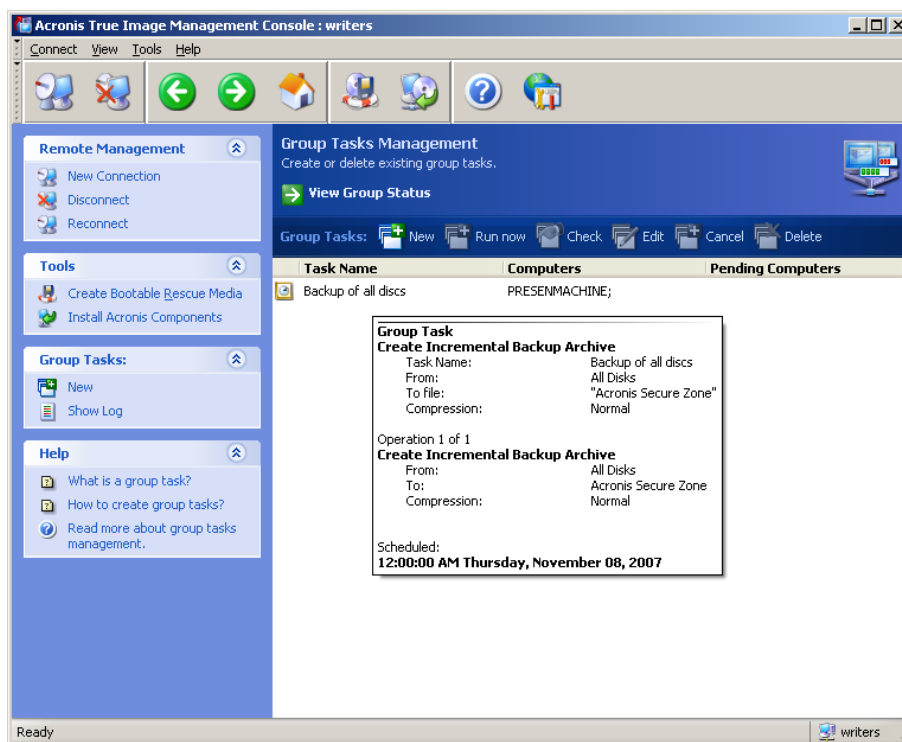 Acronis True Image Management Console : writers
Connect View Tools Help
Remote Management
New Connection
Disconnect
Reconnect
Tools
Create Bootable Rescue Media
Install Acronis Components
Group Tasks:
New
Show Log
Help
What is a group task?
How to create group tasks?
Read more about group tasks
management.
Group Tasks Management
Create or delete existing group tasks.
View Group Status
Group Tasks: New Run now Check Edit Cancel Delete
Task Name Computers Pending Computers
Backup of all discs PRESENMACHINE;
Group Task
Create Incremental Backup Archive
Task Name: Backup of all discs
From: All Disks
To file: "Acronis Secure Zone"
Compression: Normal
Operation 1 of 1
Create Incremental Backup Archive
From: All Disks
To: Acronis Secure Zone
Compression: Normal
Scheduled:
12:00:00 AM Thursday, November 08, 2007
Ready writers